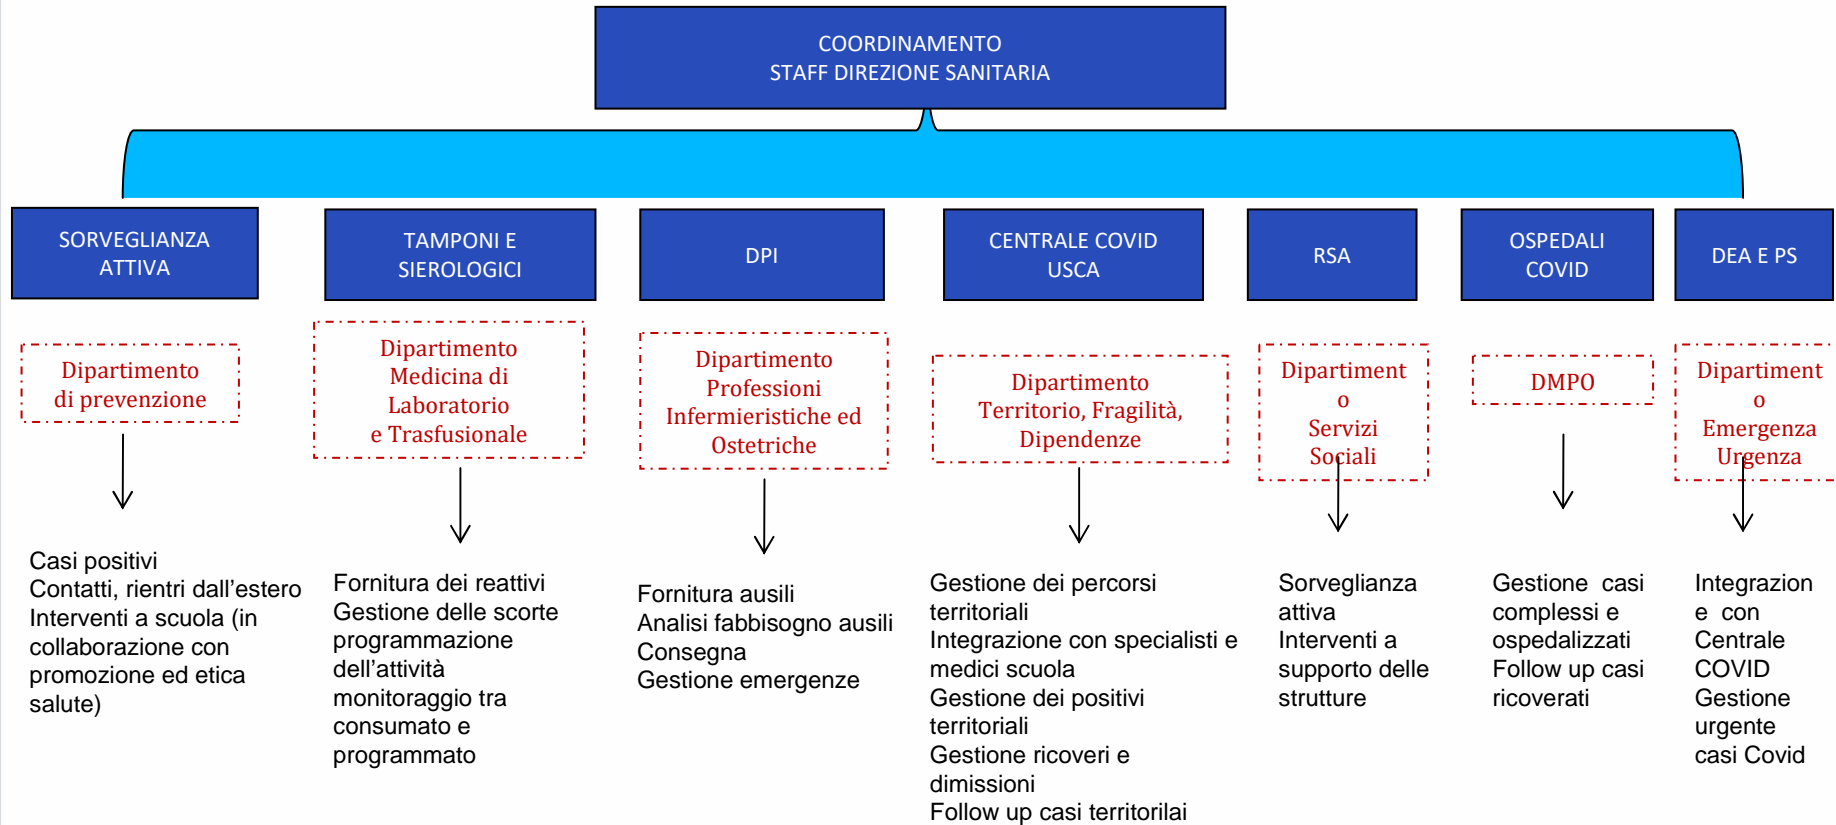 COORDINAMENTO
STAFF DIREZIONE SANITARIA
SORVEGLIANZA
ATTIVA
TAMPONI E
SIEROLOGICI
DPI
CENTRALE COVID
USCA
RSA
OSPEDALI
COVID
DEA E PS
Dipartimento
di prevenzione
Dipartimento
Medicina di
Laboratorio
e Trasfusionale
Dipartimento
Professioni
Infermieristiche ed
Ostetriche
Dipartimento
Territorio, Fragilità,
Dipendenze
Dipartiment
o
Servizi
Sociali
DMPO
Dipartiment
o
Emergenza
Urgenza
Casi positivi
Contatti, rientri dall’estero
Interventi a scuola (in
collaborazione con
promozione ed etica
salute)
Fornitura dei reattivi
Gestione delle scorte
programmazione
dell’attività
monitoraggio tra
consumato e
programmato
Fornitura ausili
Analisi fabbisogno ausili
Consegna
Gestione emergenze
Gestione dei percorsi
territoriali
Integrazione con specialisti e
medici scuola
Gestione dei positivi
territoriali
Gestione ricoveri e
dimissioni
Follow up casi territorilai
Sorveglianza
attiva
Interventi a
supporto delle
strutture
Gestione casi
complessi e
ospedalizzati
Follow up casi
ricoverati
Integrazion
e con
Centrale
COVID
Gestione
urgente
casi Covid